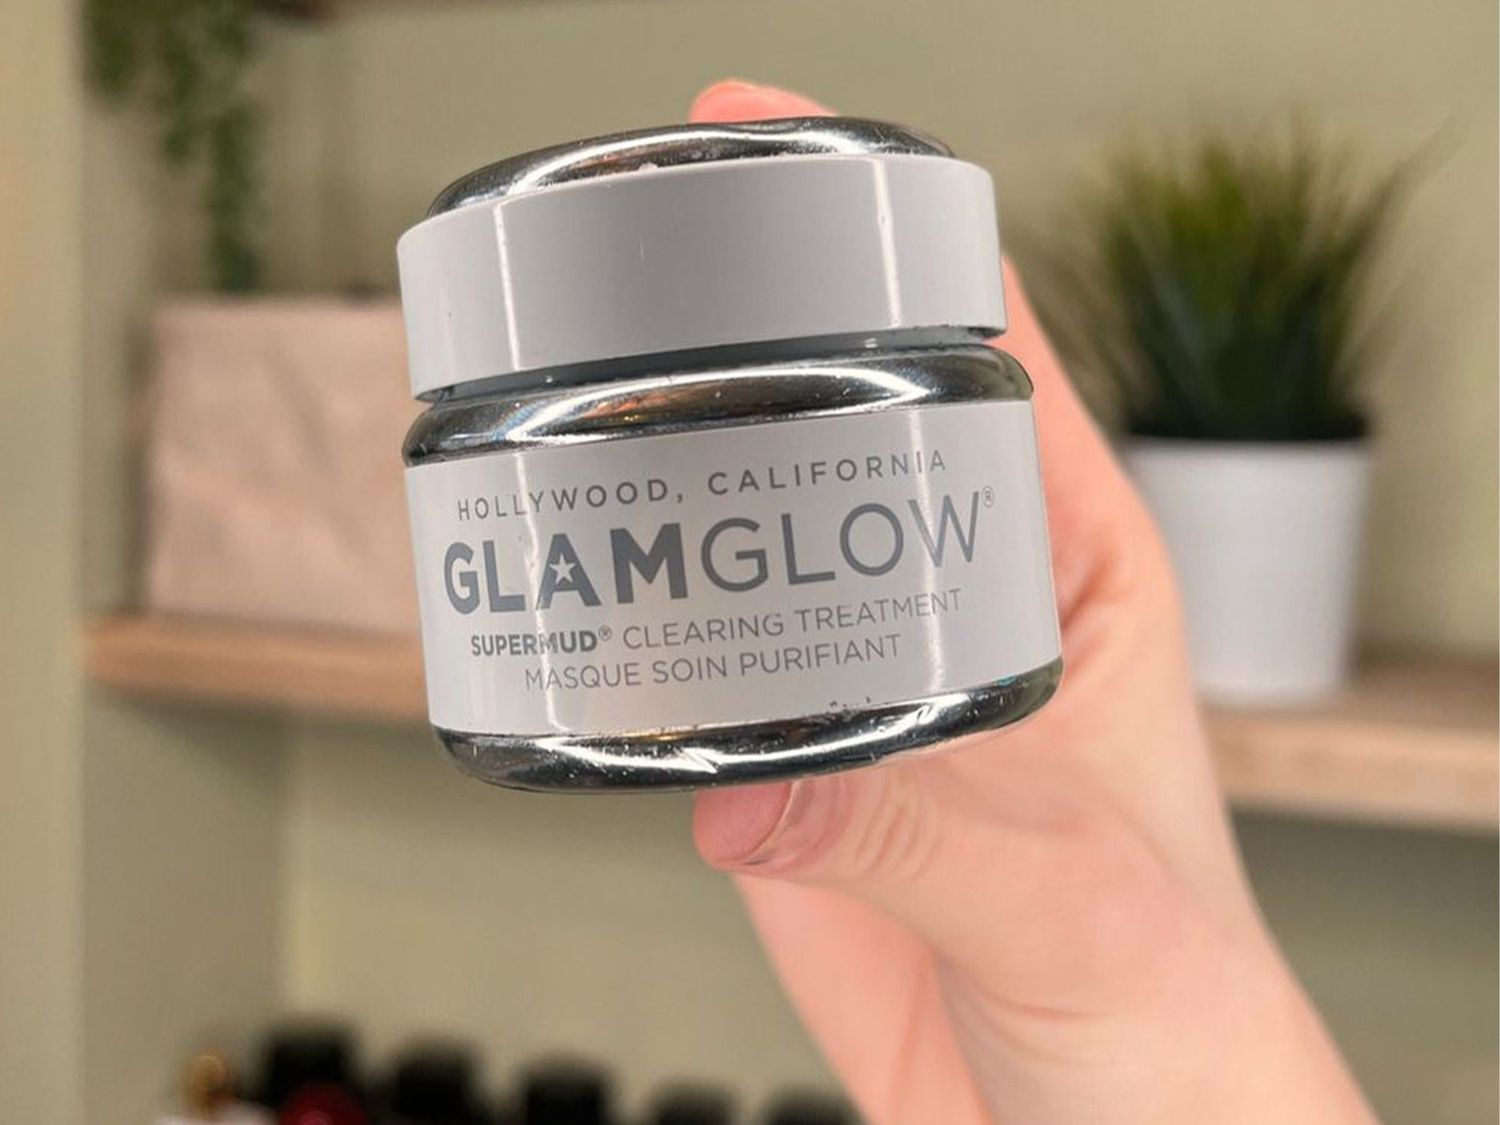 HOLLYWOOD, CALIFORNIA
GLAMGLOW®
SUPERMUD® CLEARING TREATMENT
MASQUE SOIN PURIFIANT